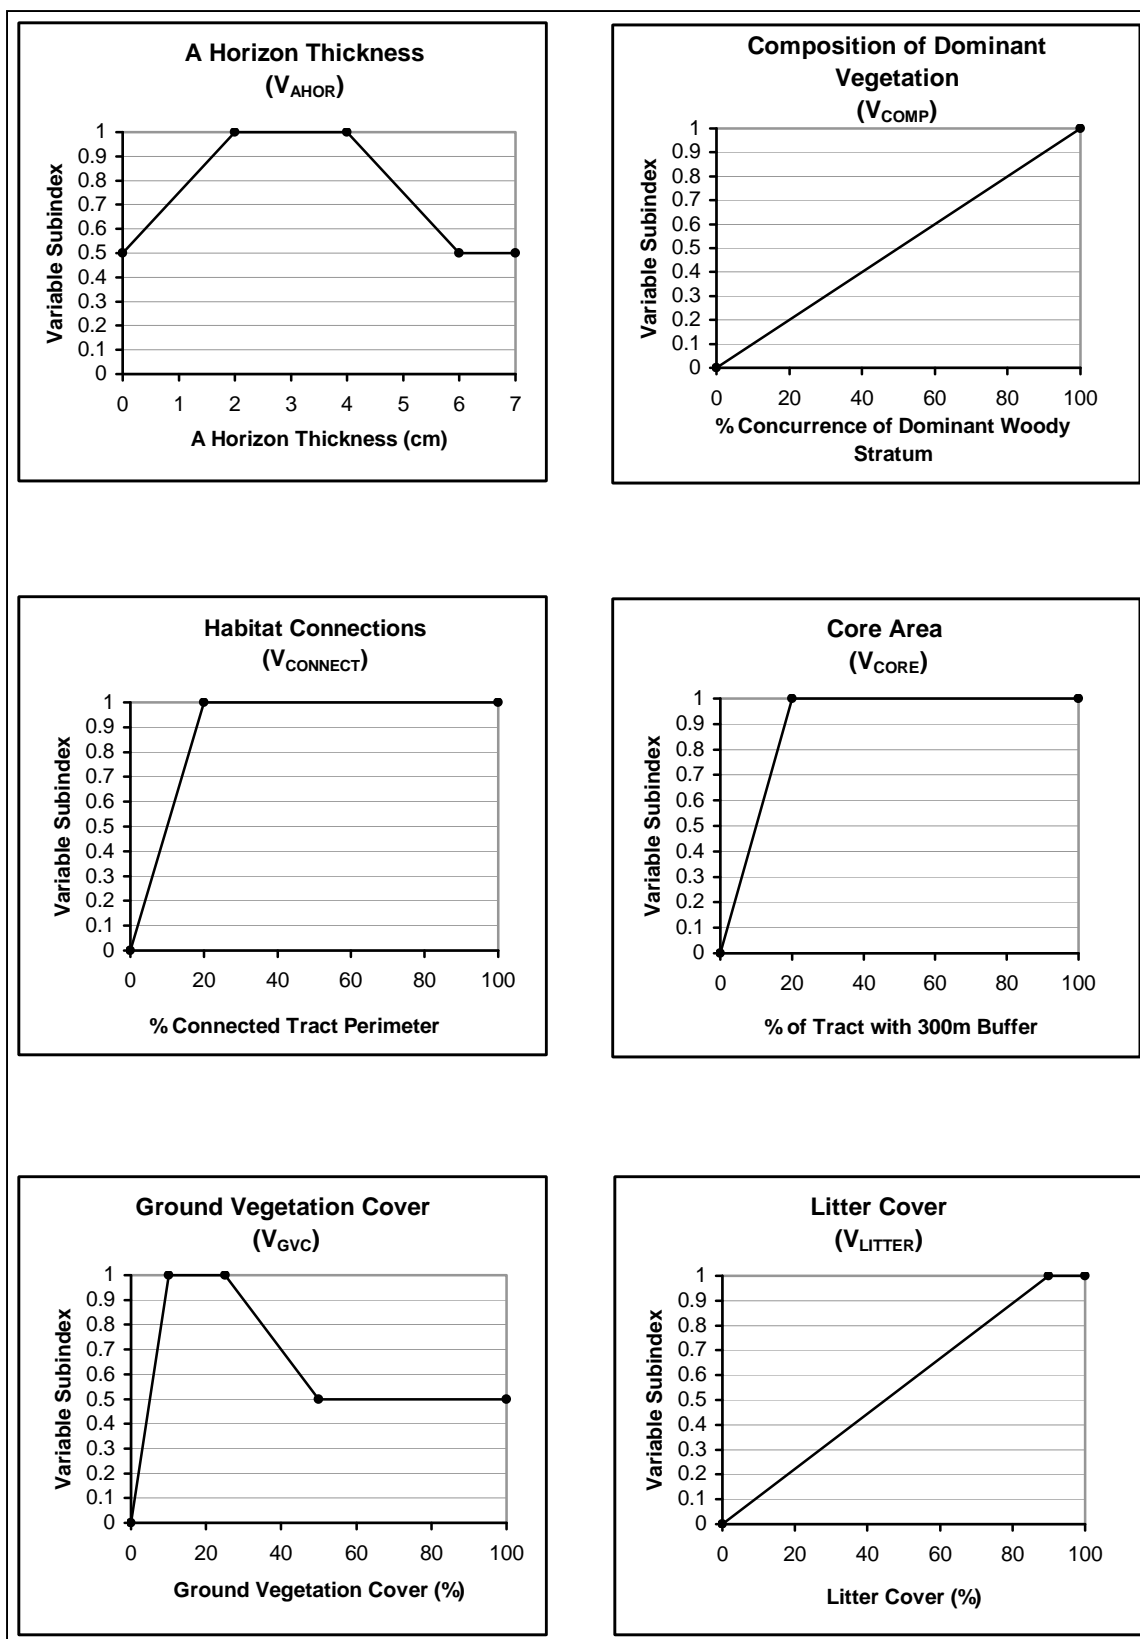 A Horizon Thickness
(VAHOR)
1
0.9
0.8
0.7
0.6
0.5
0.4
0.3
0.2
0.1
0
Variable Subindex
0 1 2 3 4 5 6 7
A Horizon Thickness (cm)
Composition of Dominant
Vegetation
(VCOMP)
1
0.9
0.8
0.7
0.6
0.5
0.4
0.3
0.2
0.1
0
Variable Subindex
0 20 40 60 80 100
% Concurrence of Dominant Woody
Stratum
Habitat Connections
(VCONNECT)
1
0.9
0.8
0.7
0.6
0.5
0.4
0.3
0.2
0.1
0
Variable Subindex
0 20 40 60 80 100
% Connected Tract Perimeter
Core Area
(VCORE)
1
0.9
0.8
0.7
0.6
0.5
0.4
0.3
0.2
0.1
0
Variable Subindex
0 20 40 60 80 100
% of Tract with 300m Buffer
Ground Vegetation Cover
(VGVC)
1
0.9
0.8
0.7
0.6
0.5
0.4
0.3
0.2
0.1
0
Variable Subindex
0 20 40 60 80 100
Ground Vegetation Cover (%)
Litter Cover
(VLITTER)
1
0.9
0.8
0.7
0.6
0.5
0.4
0.3
0.2
0.1
0
Variable Subindex
0 20 40 60 80 100
Litter Cover (%)